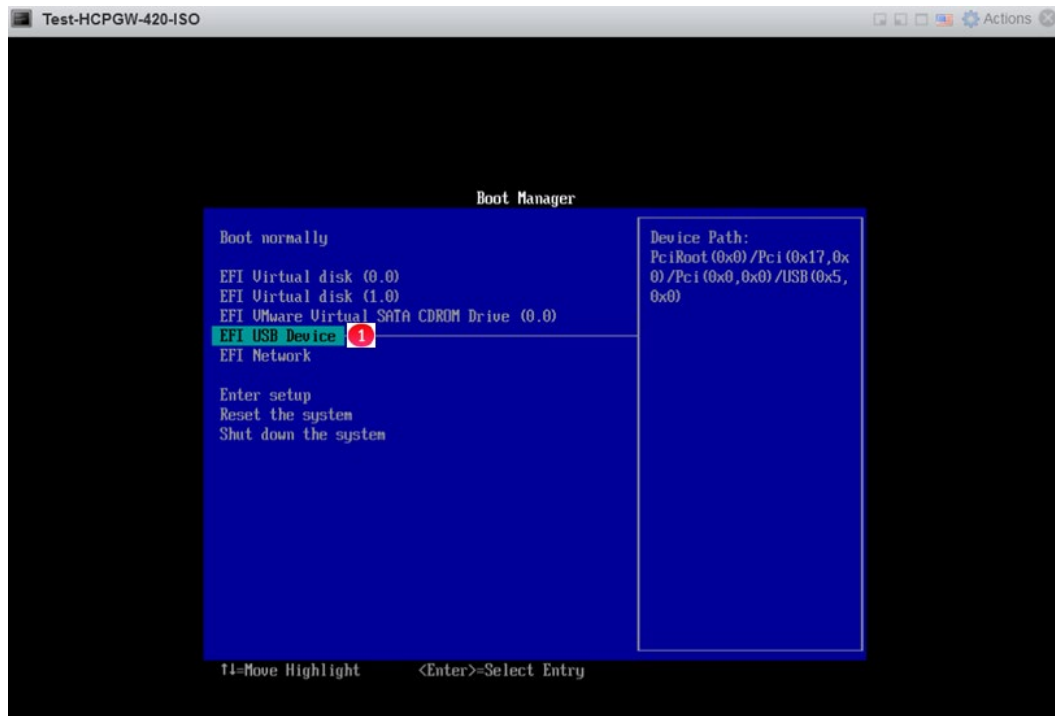 Test-HCPGW-420-ISO
Actions
Boot Manager
Boot normally
EFI Virtual disk (0.0)
EFI Virtual disk (1.0)
EFI VMware Virtual SATA CDROM Drive (0.0)
EFI USB Device 1
EFI Network
Enter setup
Reset the system
Shut down the system
Device Path:
PciRoot(0x0)/Pci(0x17,0x
0)/Pci(0x0,0x0)/USB(0x5,
0x0)
↑↓=Move Highlight <Enter>=Select Entry